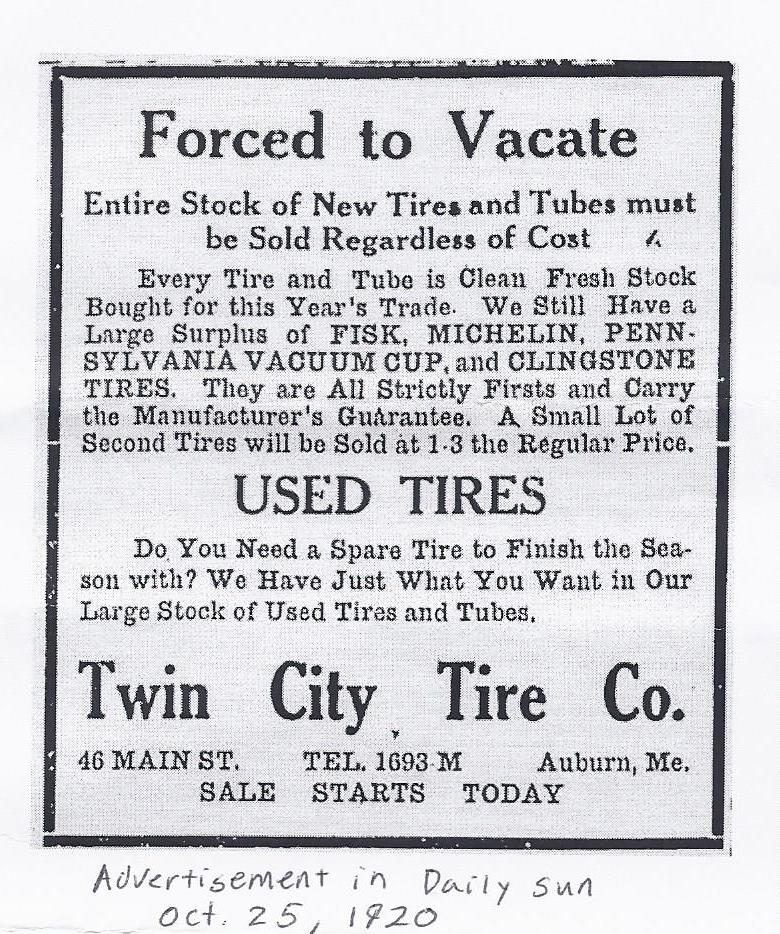 Forced to Vacate
Entire Stock of New Tires and Tubes must
be Sold Regardless of Cost
Every Tire and Tube is Clean Fresh Stock
Bought for this Year's Trade. We Still Have a
Large Surplus of FISK, MICHELIN, PENN-
SYLVANIA VACUUM CUP, and CLINGSTONE
TIRES. They are All Strictly Firsts and Carry
the Manufacturer's Guarantee. A Small Lot of
Second Tires will be Sold at 1-3 the Regular Price.
USED TIRES
Do You Need a Spare Tire to Finish the Sea-
son with? We Have Just What You Want in Our
Large Stock of Used Tires and Tubes.
Twin City Tire Co.
46 MAIN ST. TEL. 1693-M Auburn, Me.
SALE STARTS TODAY
Advertisement in Daily Sun
Oct. 25, 1920